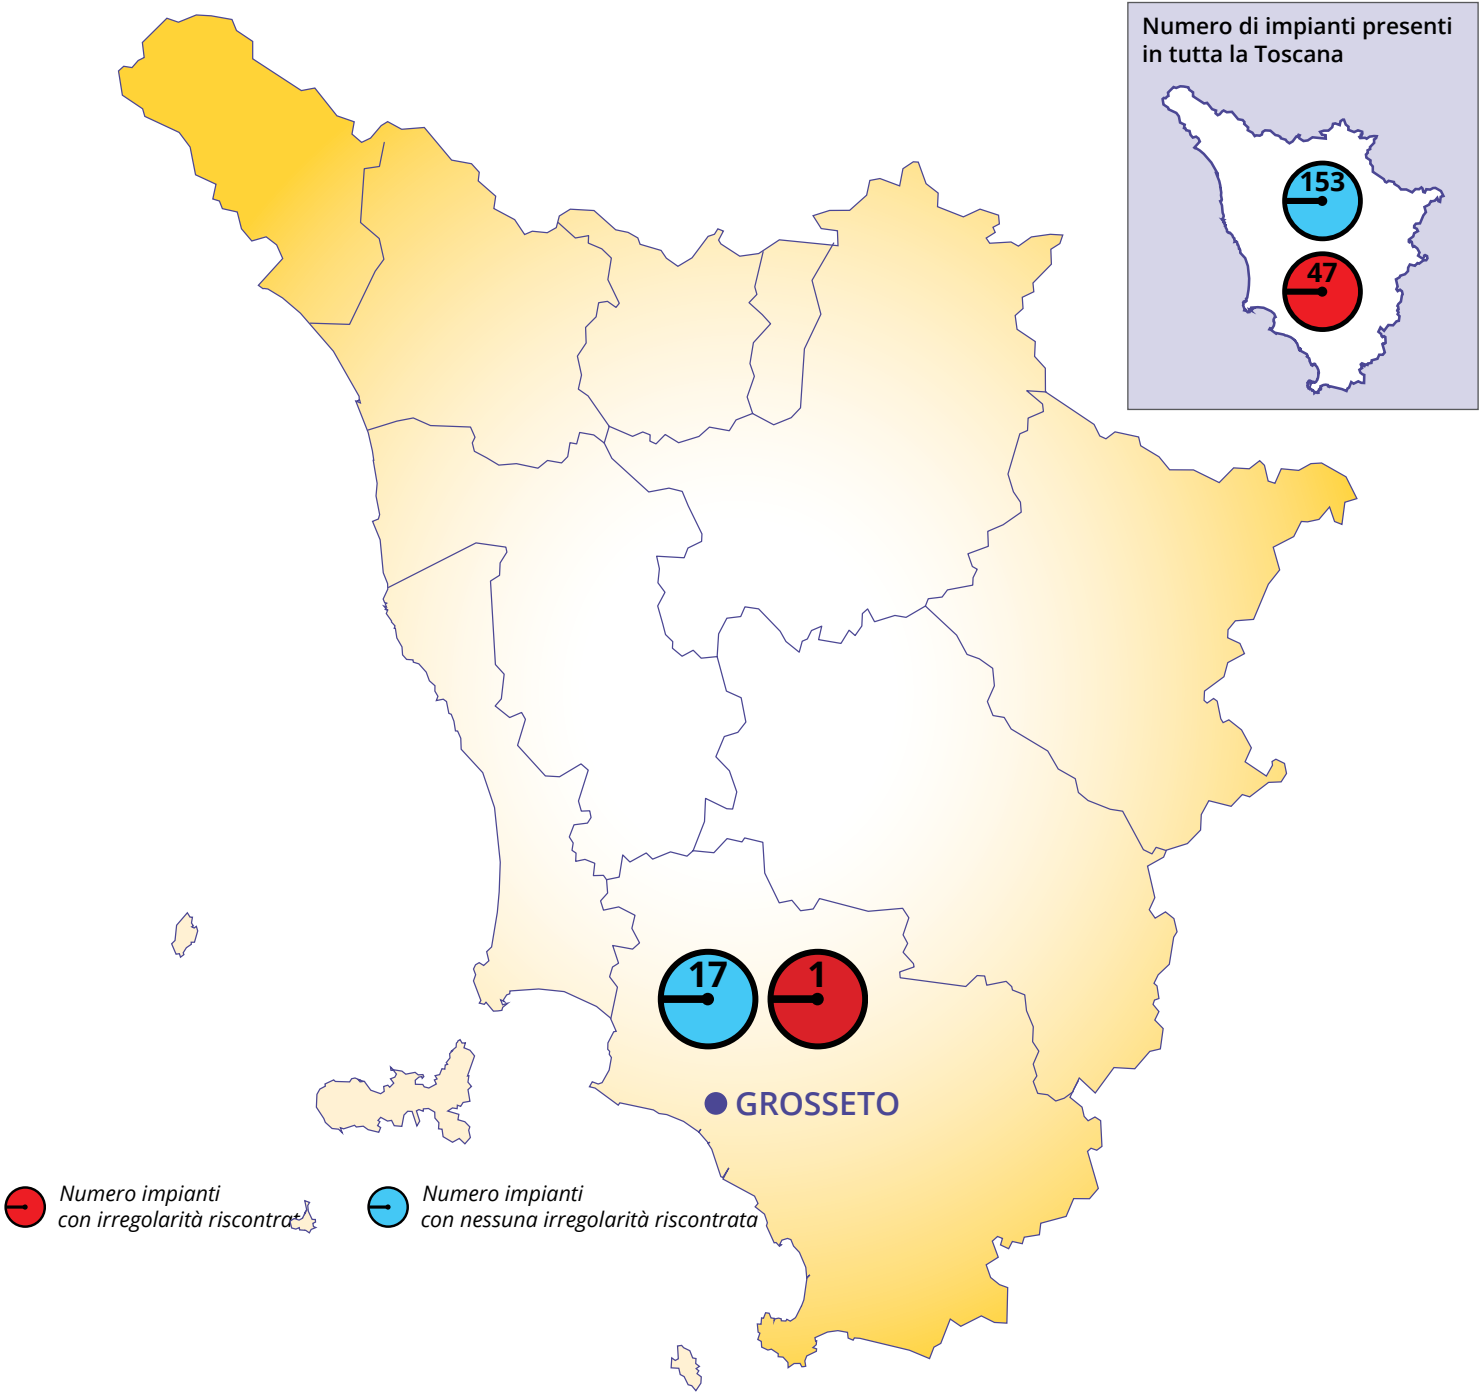 Numero di impianti presenti
in tutta la Toscana
153
47
17
1
GROSSETO
Numero impianti
con irregolarità riscontrat
Numero impianti
con nessuna irregolarità riscontrata